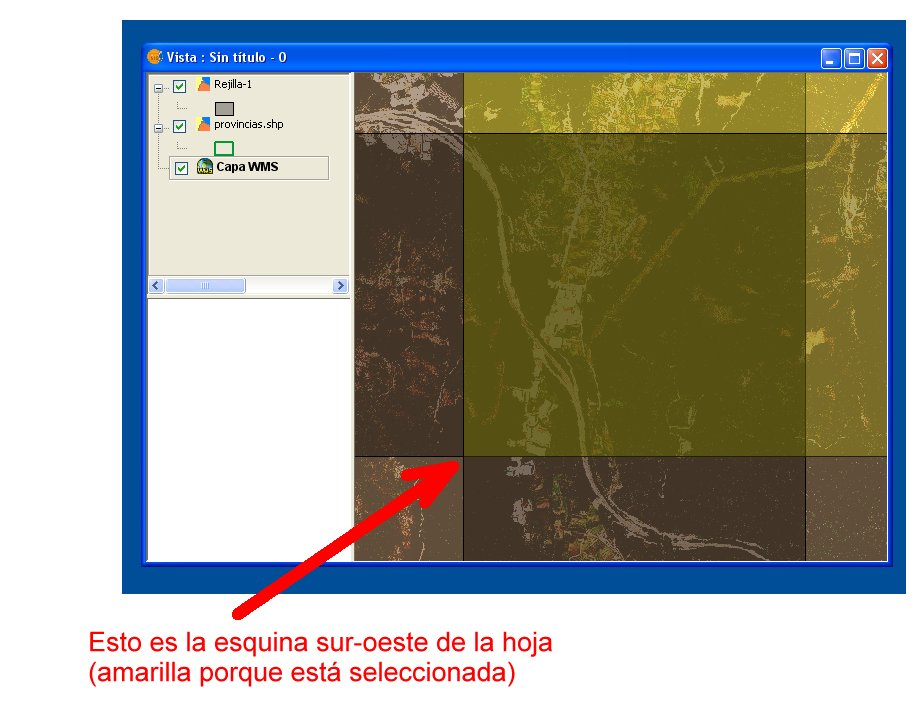 Vista : Sin título - 0
Rejilla-1
provincias.shp
WMS Capa WMS
Esto es la esquina sur-oeste de la hoja
(amarilla porque está seleccionada)